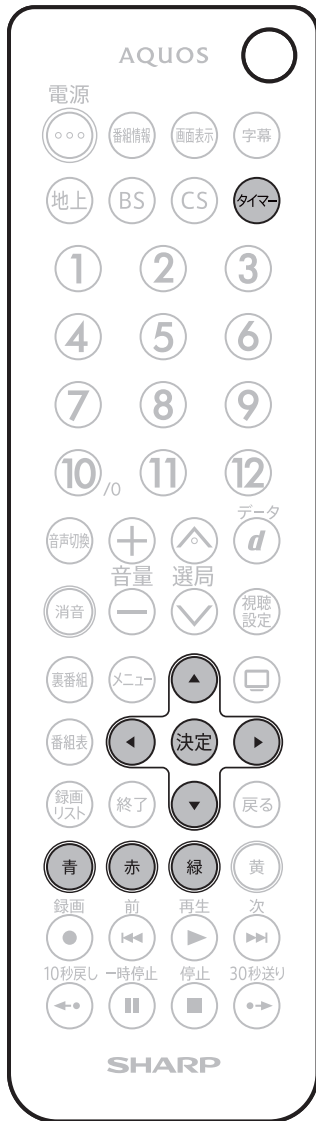 AQUOS
電源
番組情報 画面表示 字幕
地上 BS CS タイマー
1 2 3
4 5 6
7 8 9
10/0 11 12
データ
音声切換 d
音量 選局
消音 視聴
設定
裏番組 メニュー
番組表 決定
録画
リスト 終了 戻る
青 赤 緑 黄
録画 前 再生 次
10秒戻し 一時停止 停止 30秒送り
SHARP